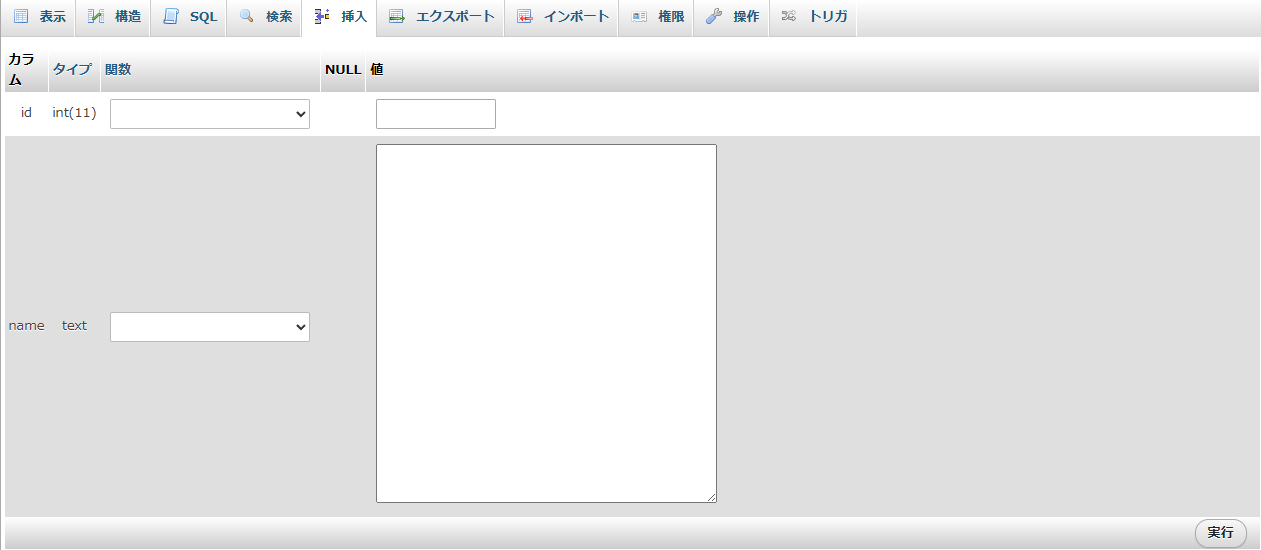 表示 構造 SQL 検索 挿入 エクスポート インポート 権限 操作 トリガ
カラム タイプ 関数 NULL 値
id int(11)
name text
実行